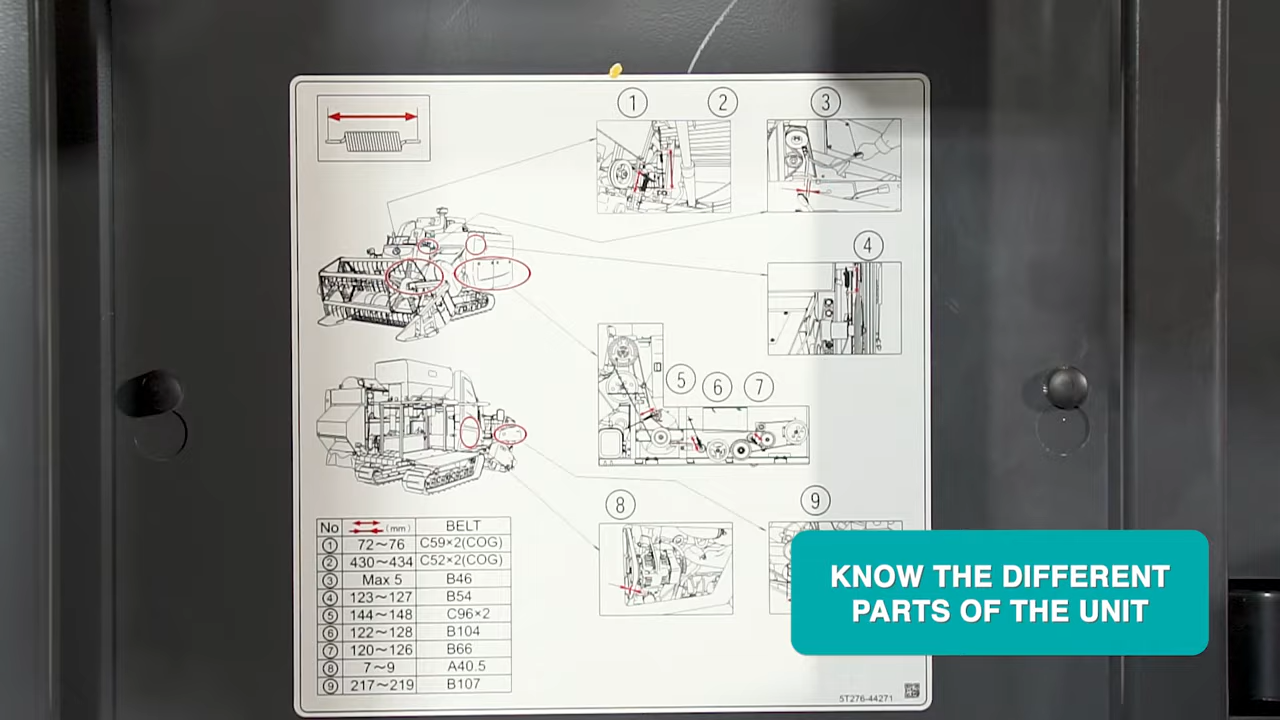 1 2 3
4
5 6 7
8 9
No (mm) BELT
1 72～76 C59×2(COG)
2 430～434 C52×2(COG)
3 Max 5 B46
4 123～127 B54
5 144～148 C96×2
6 122～128 B104
7 120～126 B66
8 7～9 A40.5
9 217～219 B107
5T276-44271
KNOW THE DIFFERENT
PARTS OF THE UNIT